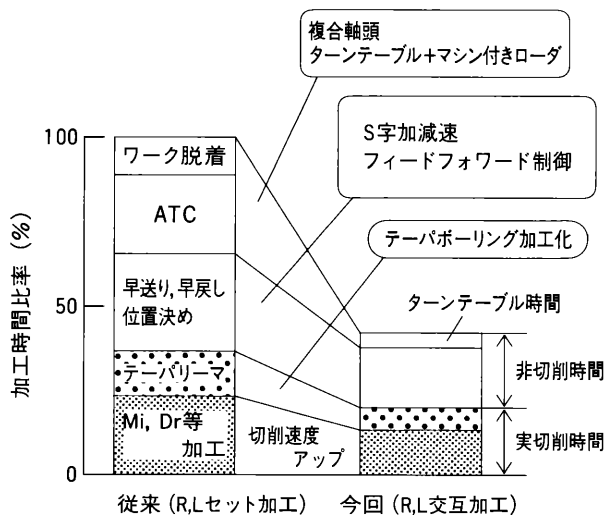 複合軸頭
ターンテーブル+マシン付きローダ
S字加減速
フィードフォワード制御
テーパボーリング加工化
加工時間比率 (%)
100
50
0
ワーク脱着
ATC
早送り,早戻し
位置決め
テーパリーマ
Mi, Dr等
加工
切削速度
アップ
ターンテーブル時間
非切削時間
実切削時間
従来 (R,Lセット加工)
今回 (R,L交互加工)